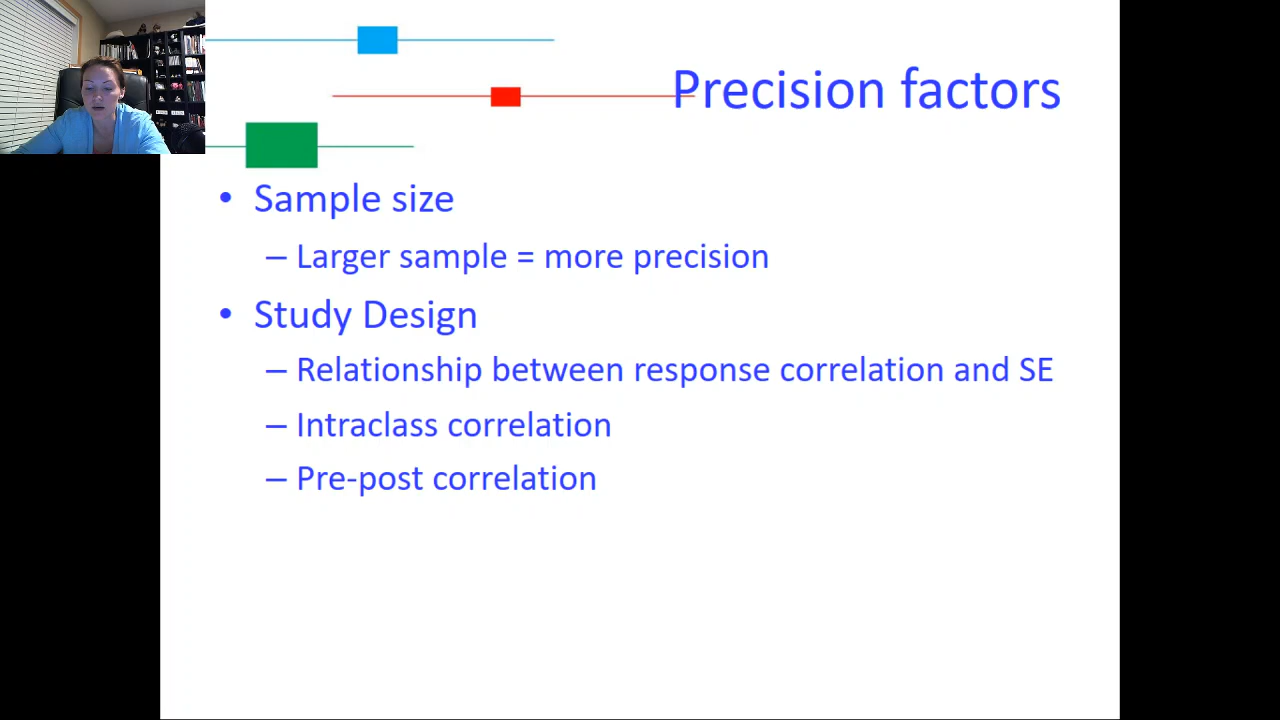 Precision factors
• Sample size
– Larger sample = more precision
• Study Design
– Relationship between response correlation and SE
– Intraclass correlation
– Pre-post correlation